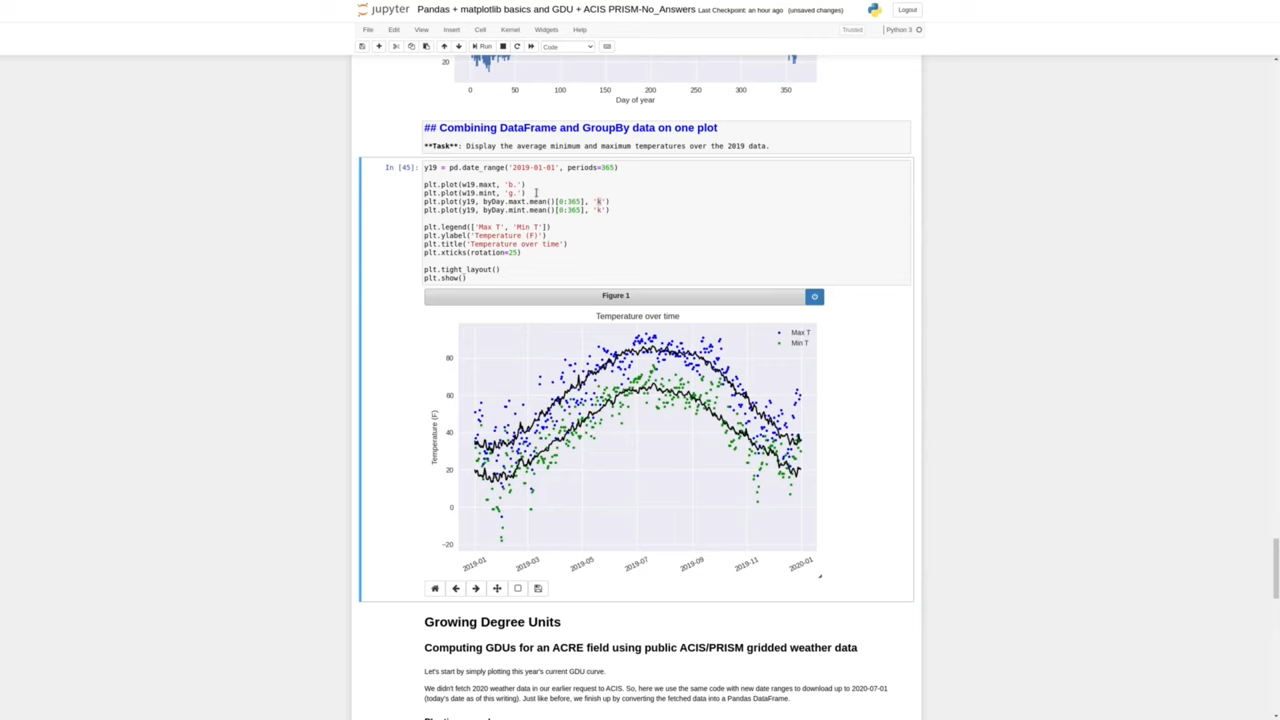 jupyter Pandas + matplotlib basics and GDU + ACIS PRISM-No_Answers Last Checkpoint: an hour ago (unsaved changes) Logout
File Edit View Insert Cell Kernel Widgets Help Trusted Python 3
Run Code
20
0 50 100 150 200 250 300 350
Day of year
## Combining DataFrame and GroupBy data on one plot
**Task**: Display the average minimum and maximum temperatures over the 2019 data.
In [45]: y19 = pd.date_range('2019-01-01', periods=365)
plt.plot(w19.maxt, 'b.')
plt.plot(w19.mint, 'g.')
plt.plot(y19, byDay.maxt.mean()[0:365], 'k')
plt.plot(y19, byDay.mint.mean()[0:365], 'k')
plt.legend(['Max T', 'Min T'])
plt.ylabel('Temperature (F)')
plt.title('Temperature over time')
plt.xticks(rotation=25)
plt.tight_layout()
plt.show()
Figure 1
Temperature over time
Max T
Min T
80
60
40
20
0
−20
Temperature (F)
2019-01 2019-03 2019-05 2019-07 2019-09 2019-11 2020-01
Growing Degree Units
Computing GDUs for an ACRE field using public ACIS/PRISM gridded weather data
Let's start by simply plotting this year's current GDU curve.
We didn't fetch 2020 weather data in our earlier request to ACIS. So, here we use the same code with new date ranges to download up to 2020-07-01
(today's date as of this writing). Just like before, we finish up by converting the fetched data into a Pandas DataFrame.